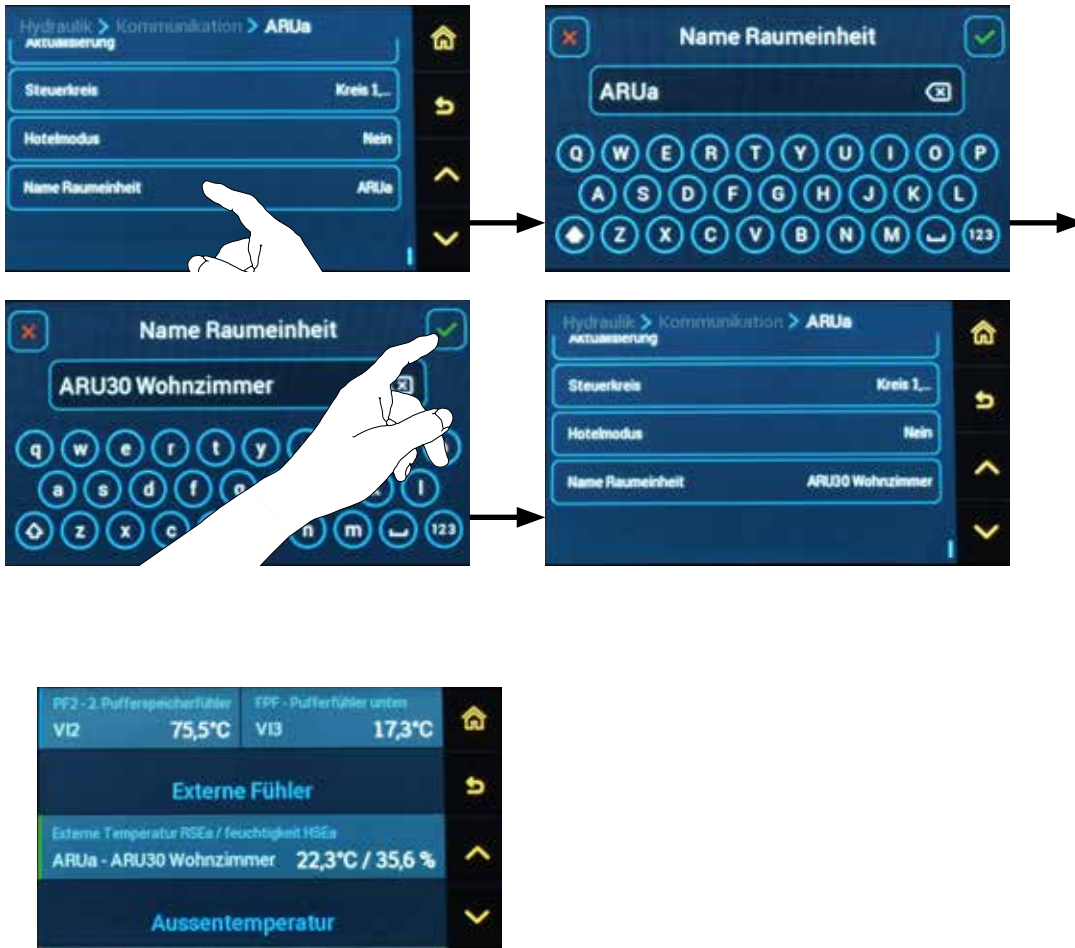 Hydraulik > Kommunikation > ARUa
Aktualisierung
Steuerkreis Kreis 1,...
Hotelmodus Nein
Name Raumeinheit ARUa
Name Raumeinheit
ARUa
Q W E R T Y U I O P
A S D F G H J K L
Z X C V B N M 123
Name Raumeinheit
ARU30 Wohnzimmer
q w e r t y
a s d f g l
z x c n m 123
Hydraulik > Kommunikation > ARUa
Aktualisierung
Steuerkreis Kreis 1,...
Hotelmodus Nein
Name Raumeinheit ARU30 Wohnzimmer
PF2 - 2. Pufferspeicherfühler FPF - Pufferfühler unten
VI2 75,5°C VI3 17,3°C
Externe Fühler
Externe Temperatur RSEa / feuchtigkeit HSEa
ARUa - ARU30 Wohnzimmer 22,3°C / 35,6 %
Aussentemperatur